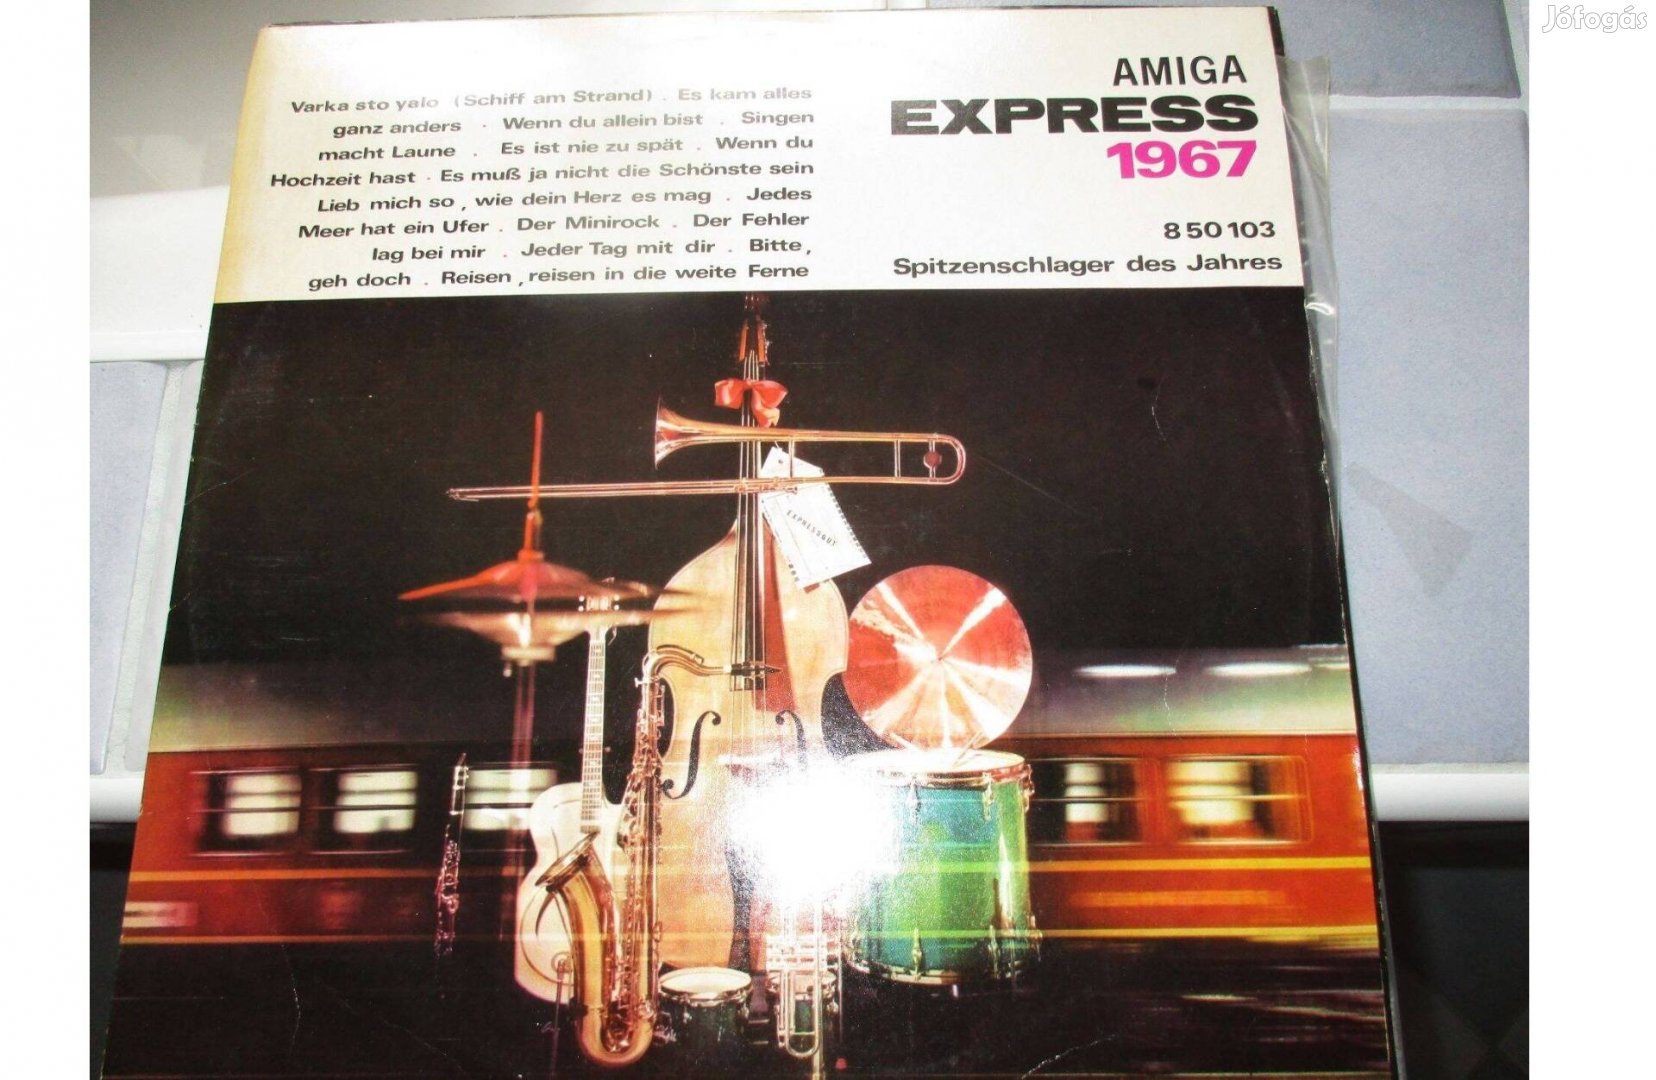 Jófogás
AMIGA
EXPRESS
1967
8 50 103
Spitzenschlager des Jahres
Varka sto yalo (Schiff am Strand) . Es kam alles
ganz anders . Wenn du allein bist . Singen
macht Laune . Es ist nie zu spät . Wenn du
Hochzeit hast . Es muß ja nicht die Schönste sein
Lieb mich so , wie dein Herz es mag . Jedes
Meer hat ein Ufer . Der Minirock . Der Fehler
lag bei mir . Jeder Tag mit dir . Bitte,
geh doch . Reisen , reisen in die weite Ferne
EXPRESSGUT